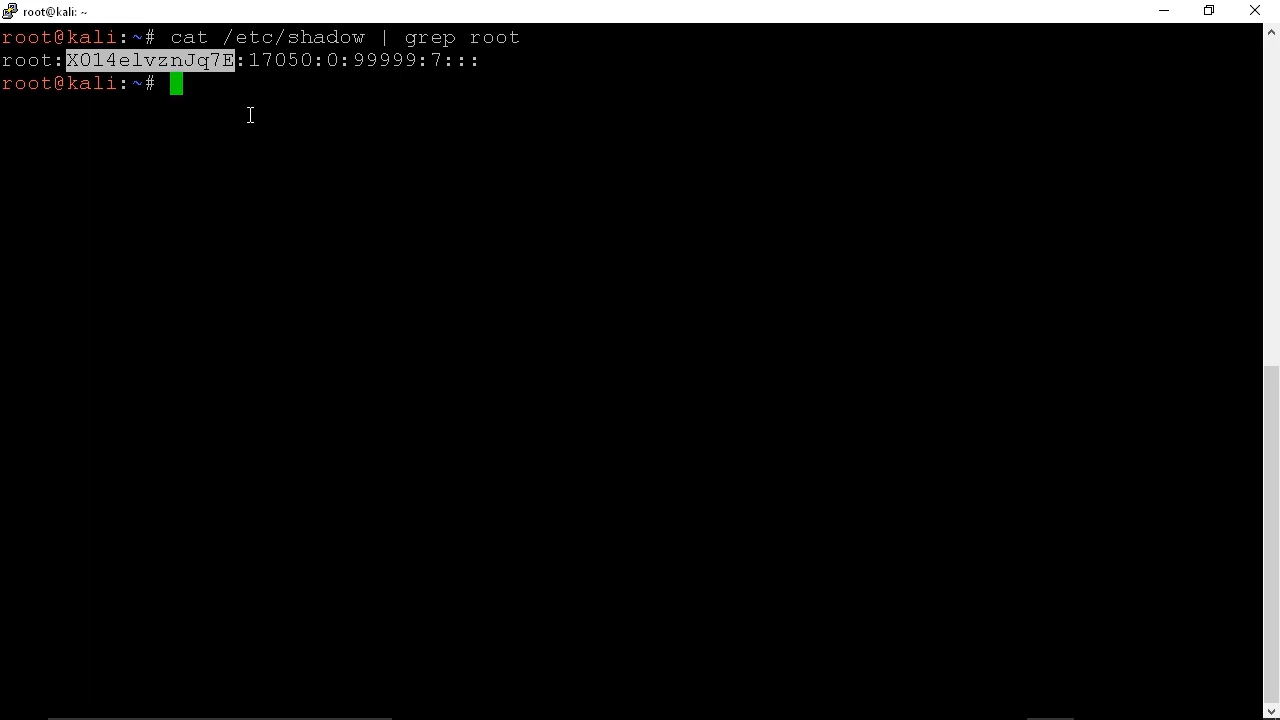 root@kali: ~
root@kali:~# cat /etc/shadow | grep root
root:X014elvznJq7E:17050:0:99999:7:::
root@kali:~#